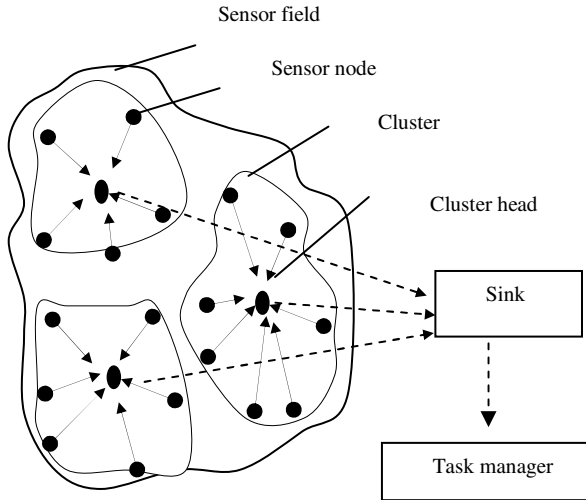 Sensor field
Sensor node
Cluster
Cluster head
Sink
Task manager